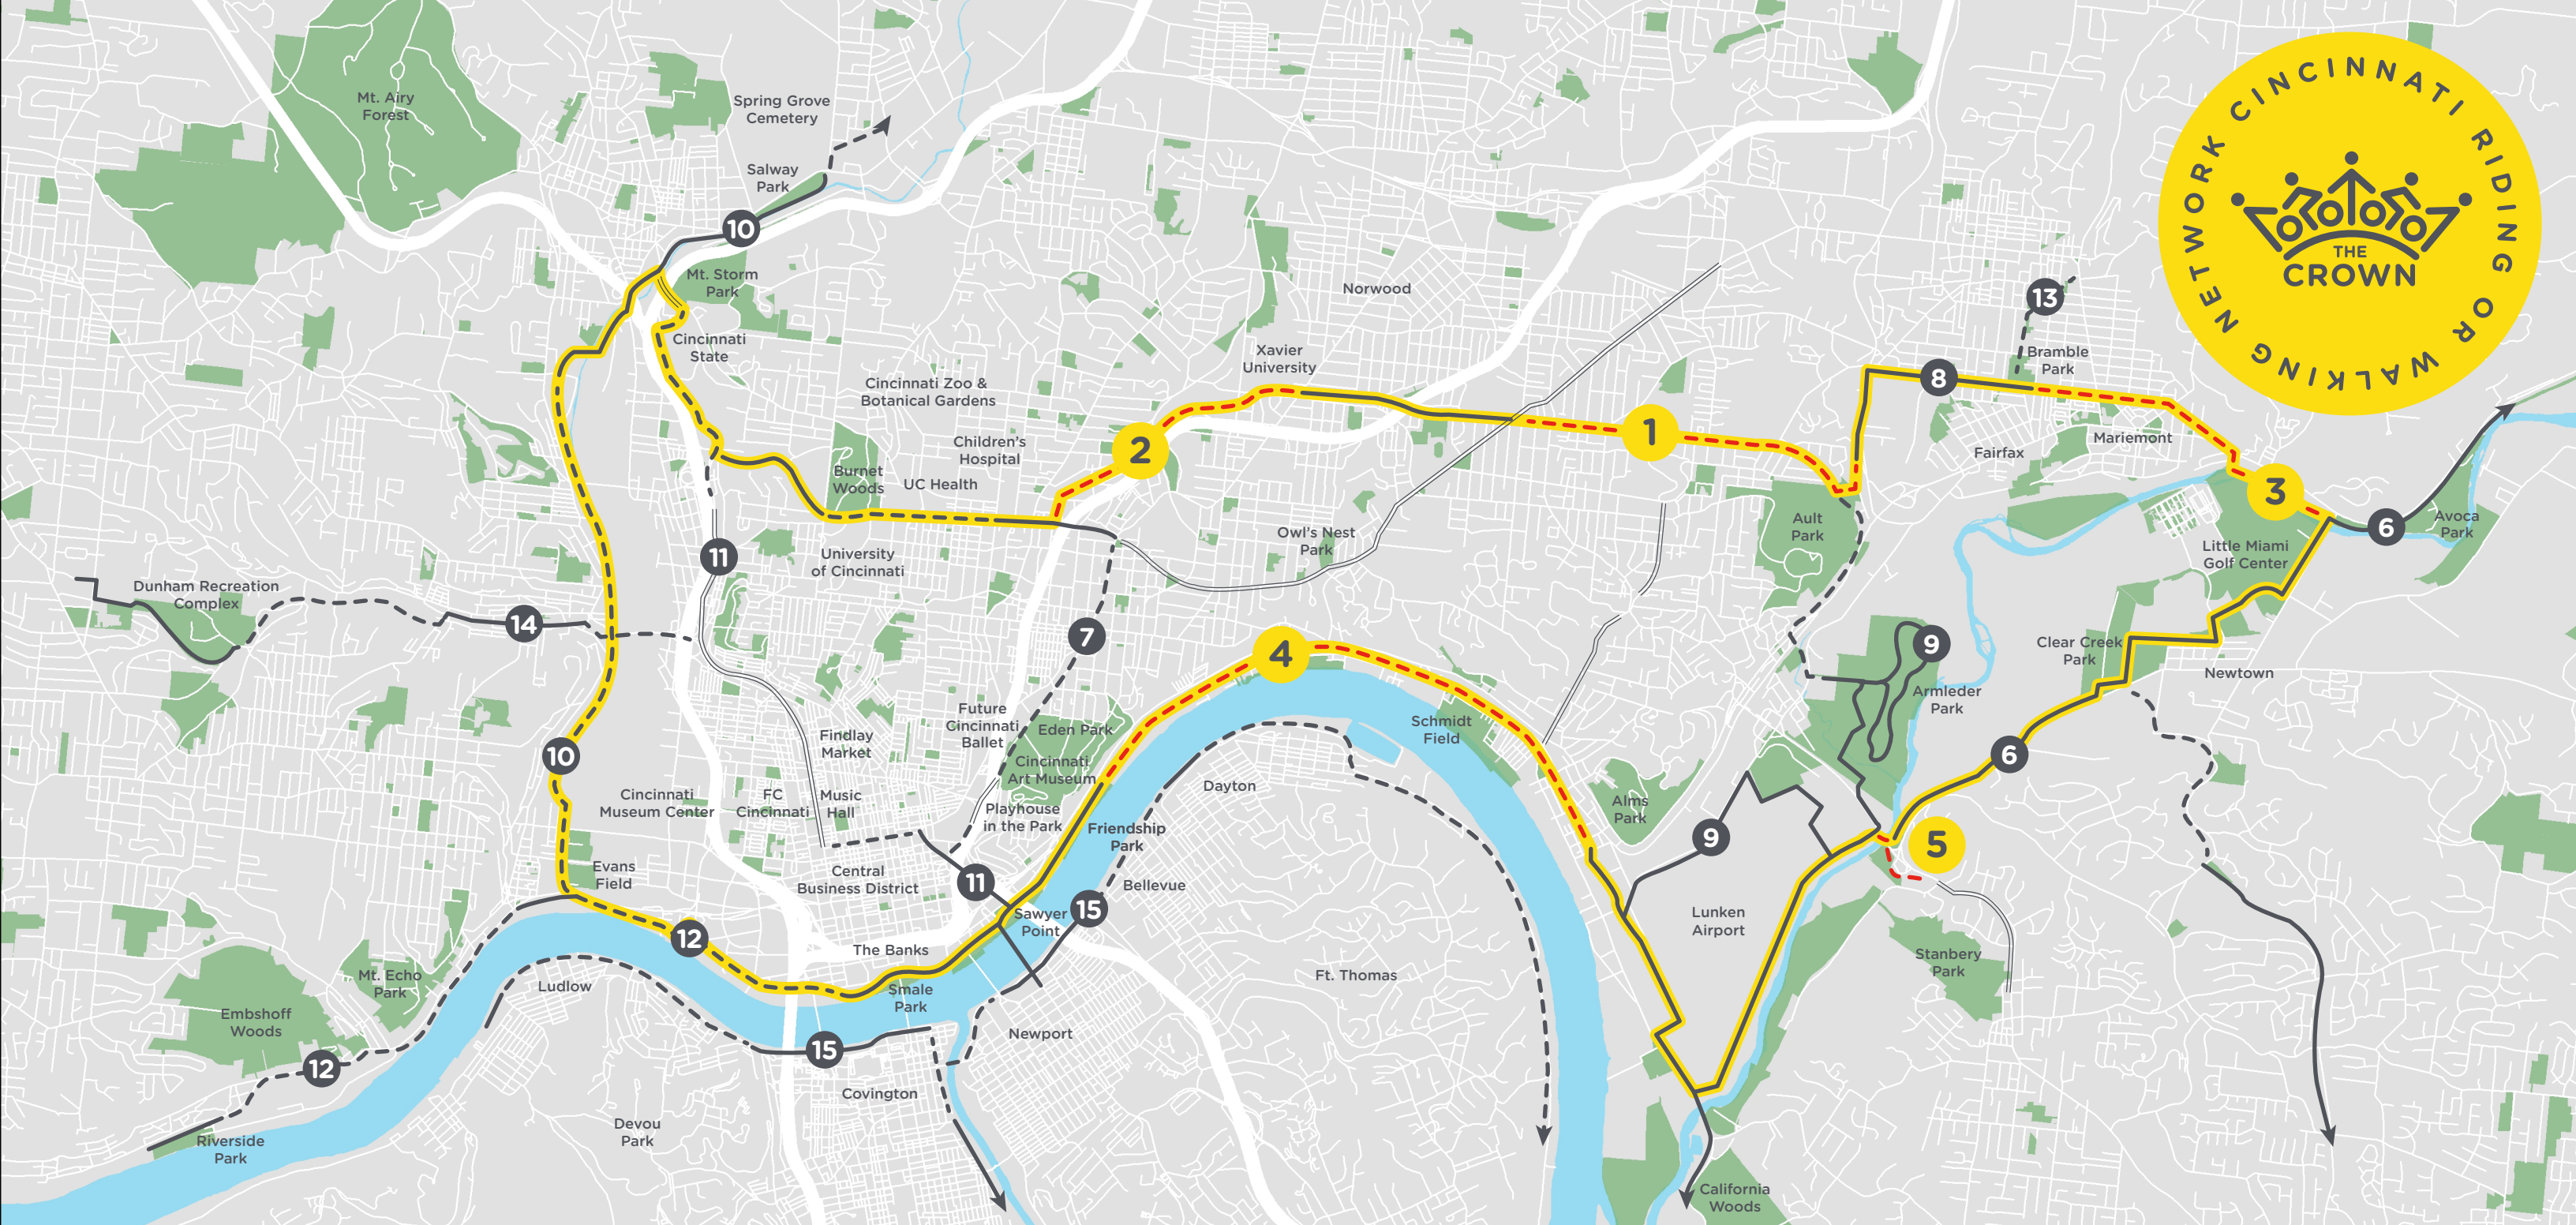 CINCINNATI RIDING OR WALKING NETWORK
THE
CROWN
Mt. Airy
Forest
Spring Grove
Cemetery
Salway
Park
10
Mt. Storm
Park
Cincinnati
State
Norwood
13
Bramble
Park
Xavier
University
8
Cincinnati Zoo &
Botanical Gardens
Children's
Hospital
2
1
Mariemont
Fairfax
Burnet
Woods
UC Health
3
6
Avoca
Park
Ault
Park
Owl's Nest
Park
Little Miami
Golf Center
11
University
of Cincinnati
Dunham Recreation
Complex
14
7
4
9
Clear Creek
Park
Newtown
Armleder
Park
Future
Cincinnati
Ballet
Eden Park
Schmidt
Field
Findlay
Market
10
6
Cincinnati
Art Museum
Dayton
Cincinnati
Museum Center
FC
Cincinnati
Music
Hall
Playhouse
in the Park
Alms
Park
Friendship
Park
9
5
Evans
Field
Central
Business District
11
Bellevue
15
Sawyer
Point
Lunken
Airport
12
The Banks
Stanbery
Park
Mt. Echo
Park
Ludlow
Smale
Park
Ft. Thomas
Embshoff
Woods
Newport
15
12
Covington
Devou
Park
Riverside
Park
California
Woods